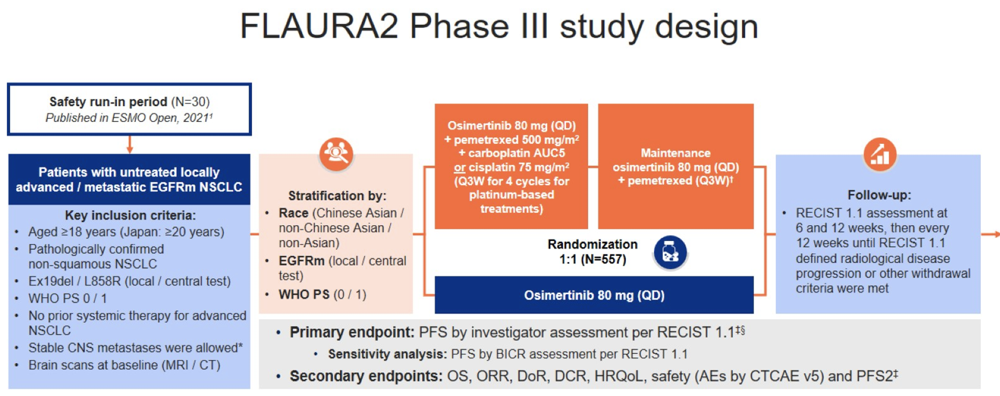 FLAURA2 Phase III study design
Safety run-in period (N=30)
Published in ESMO Open, 2021¹
Patients with untreated locally
advanced / metastatic EGFRm NSCLC
Key inclusion criteria:
• Aged ≥18 years (Japan: ≥20 years)
• Pathologically confirmed
non-squamous NSCLC
• Ex19del / L858R (local / central test)
• WHO PS 0 / 1
• No prior systemic therapy for advanced
NSCLC
• Stable CNS metastases were allowed*
• Brain scans at baseline (MRI / CT)
Stratification by:
• Race (Chinese Asian /
non-Chinese Asian /
non-Asian)
• EGFRm (local / central
test)
• WHO PS (0 / 1)
Osimertinib 80 mg (QD)
+ pemetrexed 500 mg/m²
+ carboplatin AUC5
or cisplatin 75 mg/m²
(Q3W for 4 cycles for
platinum-based
treatments)
Maintenance
osimertinib 80 mg (QD)
+ pemetrexed (Q3W)†
Randomization
1:1 (N=557)
Osimertinib 80 mg (QD)
Follow-up:
• RECIST 1.1 assessment at
6 and 12 weeks, then every
12 weeks until RECIST 1.1
defined radiological disease
progression or other withdrawal
criteria were met
• Primary endpoint: PFS by investigator assessment per RECIST 1.1‡§
• Sensitivity analysis: PFS by BICR assessment per RECIST 1.1
• Secondary endpoints: OS, ORR, DoR, DCR, HRQoL, safety (AEs by CTCAE v5) and PFS2‡